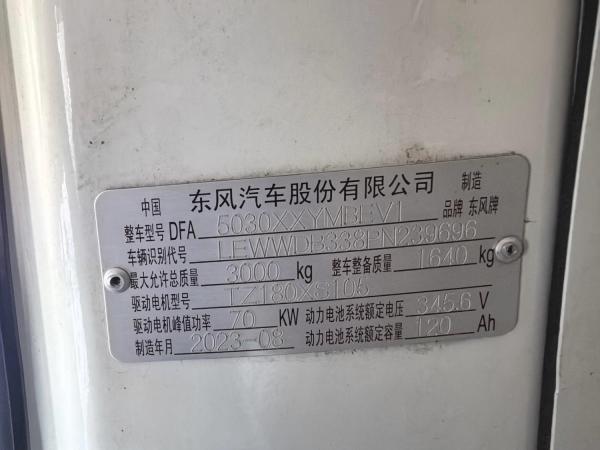 中国 东风汽车股份有限公司 制造
整车型号 DFA 5030XXYMBEV1 品牌 东风牌
车辆识别代号 LEWWDB338PN239696
最大允许总质量 3000 kg 整车整备质量 1640 kg
驱动电机型号 TZ180XS105
驱动电机峰值功率 70 KW 动力电池系统额定电压 345.6 V
制造年月 2023-08 动力电池系统额定容量 120 Ah